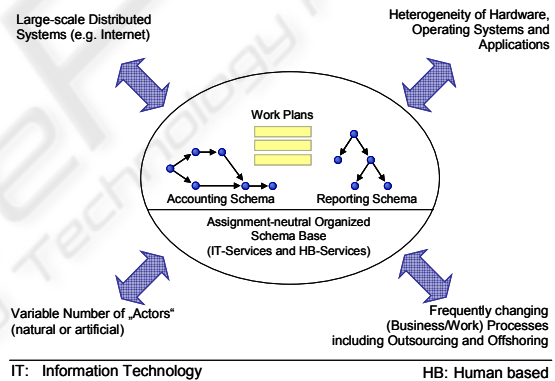 Large-scale Distributed
Systems (e.g. Internet)
Heterogeneity of Hardware,
Operating Systems and
Applications
Work Plans
Accounting Schema
Reporting Schema
Assignment-neutral Organized
Schema Base
(IT-Services and HB-Services)
Variable Number of „Actors“
(natural or artificial)
Frequently changing
(Business/Work) Processes
including Outsourcing and Offshoring
IT: Information Technology
HB: Human based